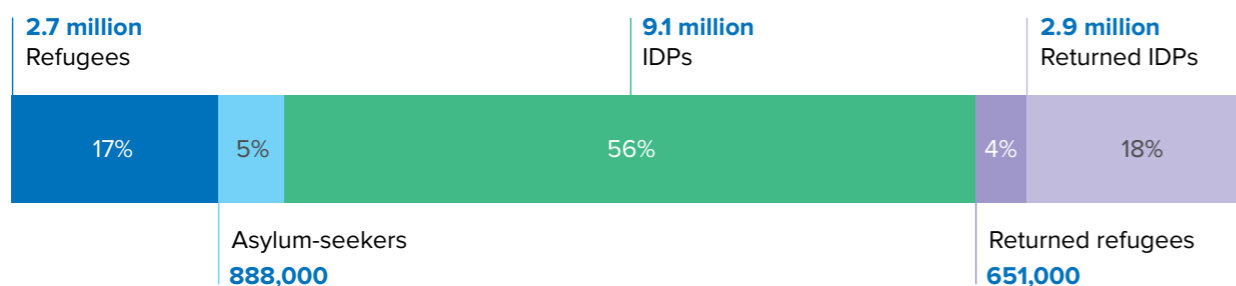 2.7 million
Refugees
9.1 million
IDPs
2.9 million
Returned IDPs
17%
5%
56%
4%
18%
Asylum-seekers
888,000
Returned refugees
651,000